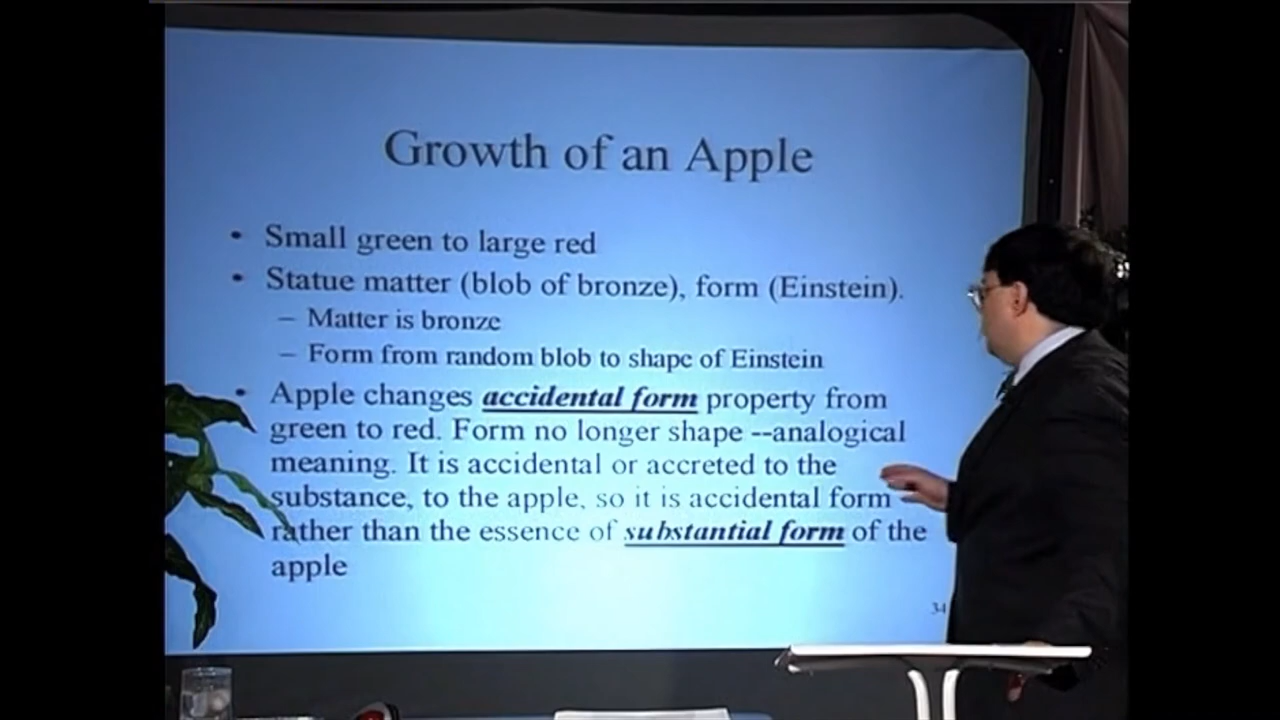 Growth of an Apple
• Small green to large red
• Statue matter (blob of bronze), form (Einstein).
– Matter is bronze
– Form from random blob to shape of Einstein
• Apple changes accidental form property from
green to red. Form no longer shape --analogical
meaning. It is accidental or accreted to the
substance, to the apple, so it is accidental form
rather than the essence of substantial form of the
apple
34